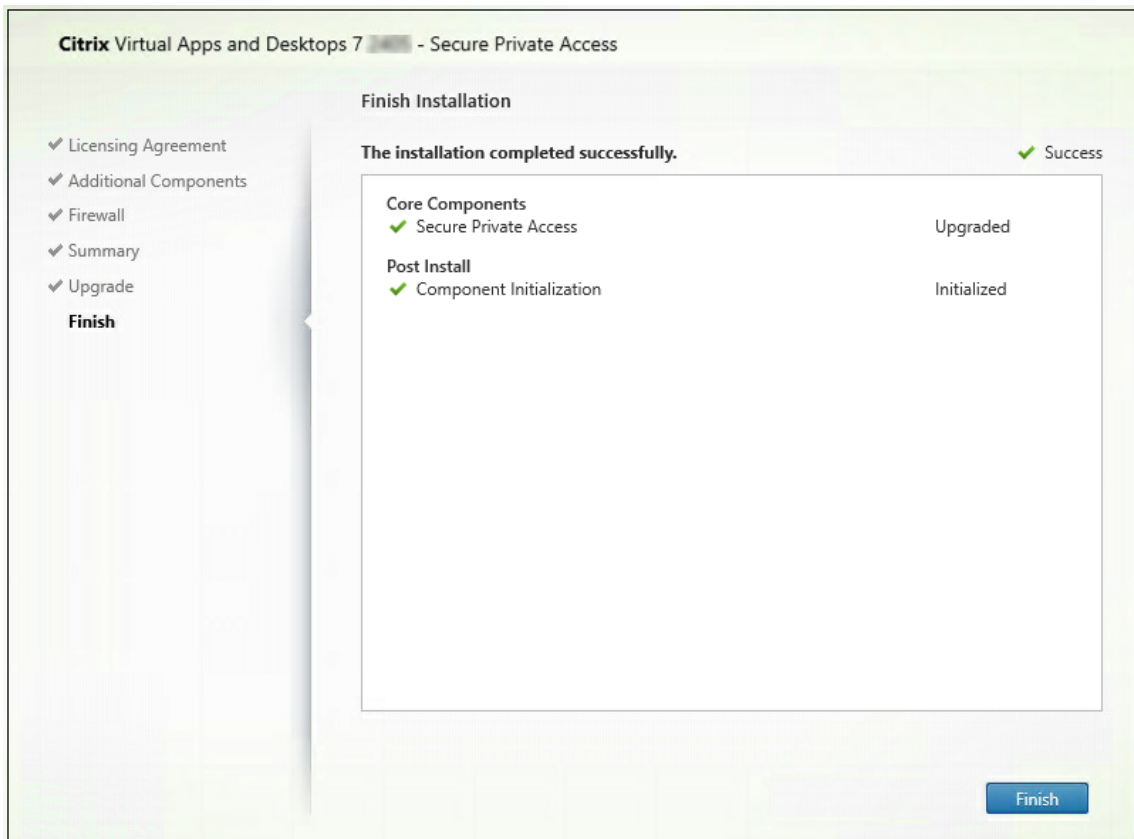 Citrix Virtual Apps and Desktops 7 - Secure Private Access
Finish Installation
Licensing Agreement
Additional Components
Firewall
Summary
Upgrade
Finish
The installation completed successfully. Success
Core Components
Secure Private Access Upgraded
Post Install
Component Initialization Initialized
Finish